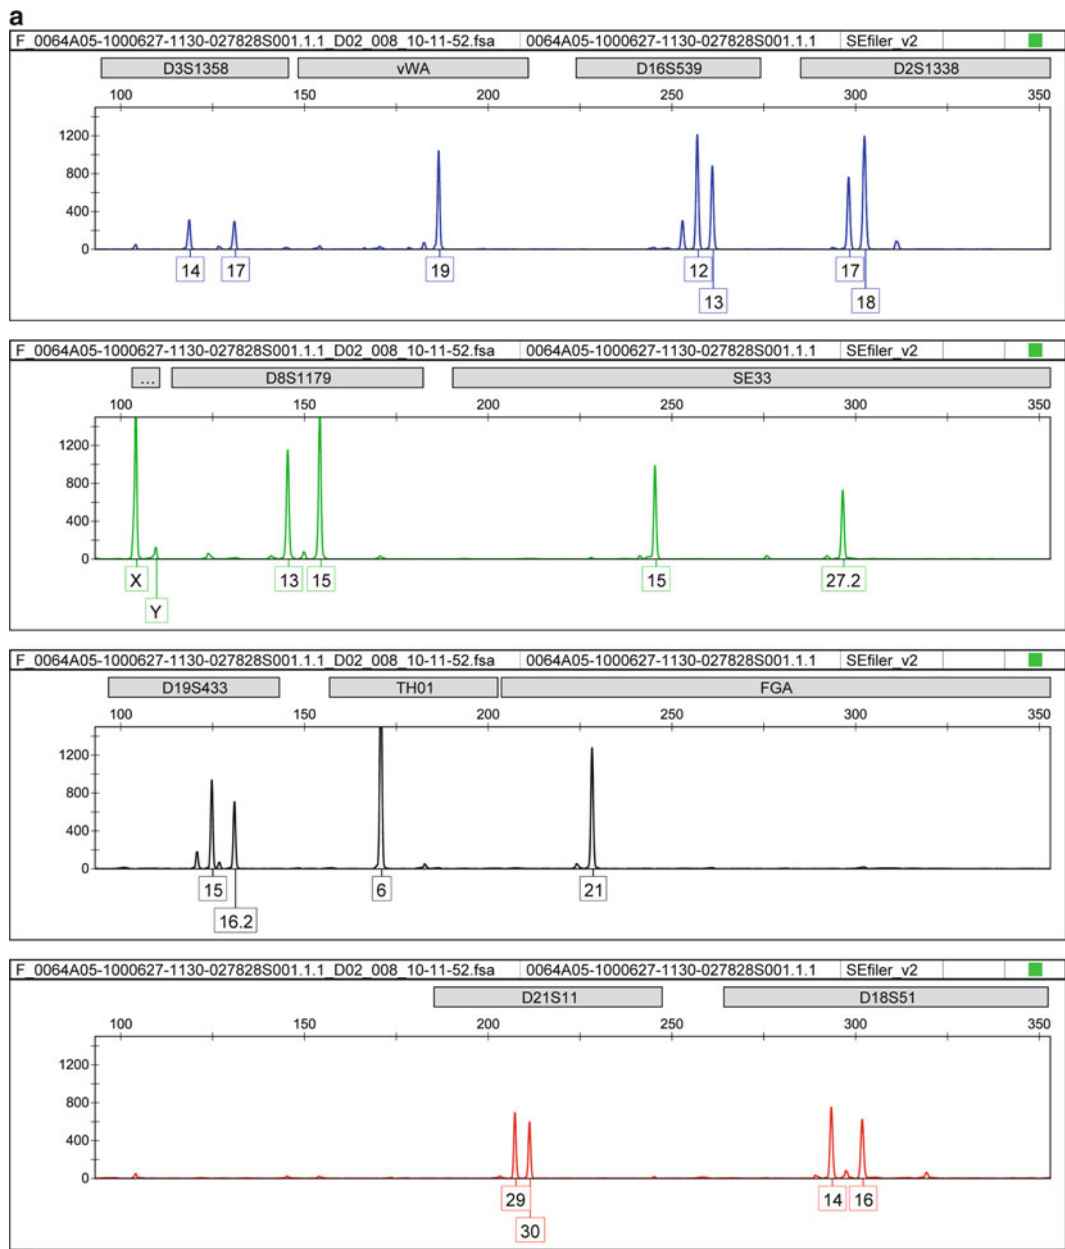 a
F_0064A05-1000627-1130-027828S001.1.1_D02_008_10-11-52.fsa 0064A05-1000627-1130-027828S001.1.1 SEfiler_v2
D3S1358 vWA D16S539 D2S1338
100 150 200 250 300 350
1200
800
400
0
14 17 19 12 17
13 18
F_0064A05-1000627-1130-027828S001.1.1_D02_008_10-11-52.fsa 0064A05-1000627-1130-027828S001.1.1 SEfiler_v2
... D8S1179 SE33
100 150 200 250 300 350
1200
800
400
0
X 13 15 15 27.2
Y
F_0064A05-1000627-1130-027828S001.1.1_D02_008_10-11-52.fsa 0064A05-1000627-1130-027828S001.1.1 SEfiler_v2
D19S433 TH01 FGA
100 150 200 250 300 350
1200
800
400
0
15 6 21
16.2
F_0064A05-1000627-1130-027828S001.1.1_D02_008_10-11-52.fsa 0064A05-1000627-1130-027828S001.1.1 SEfiler_v2
D21S11 D18S51
100 150 200 250 300 350
1200
800
400
0
29 14 16
30